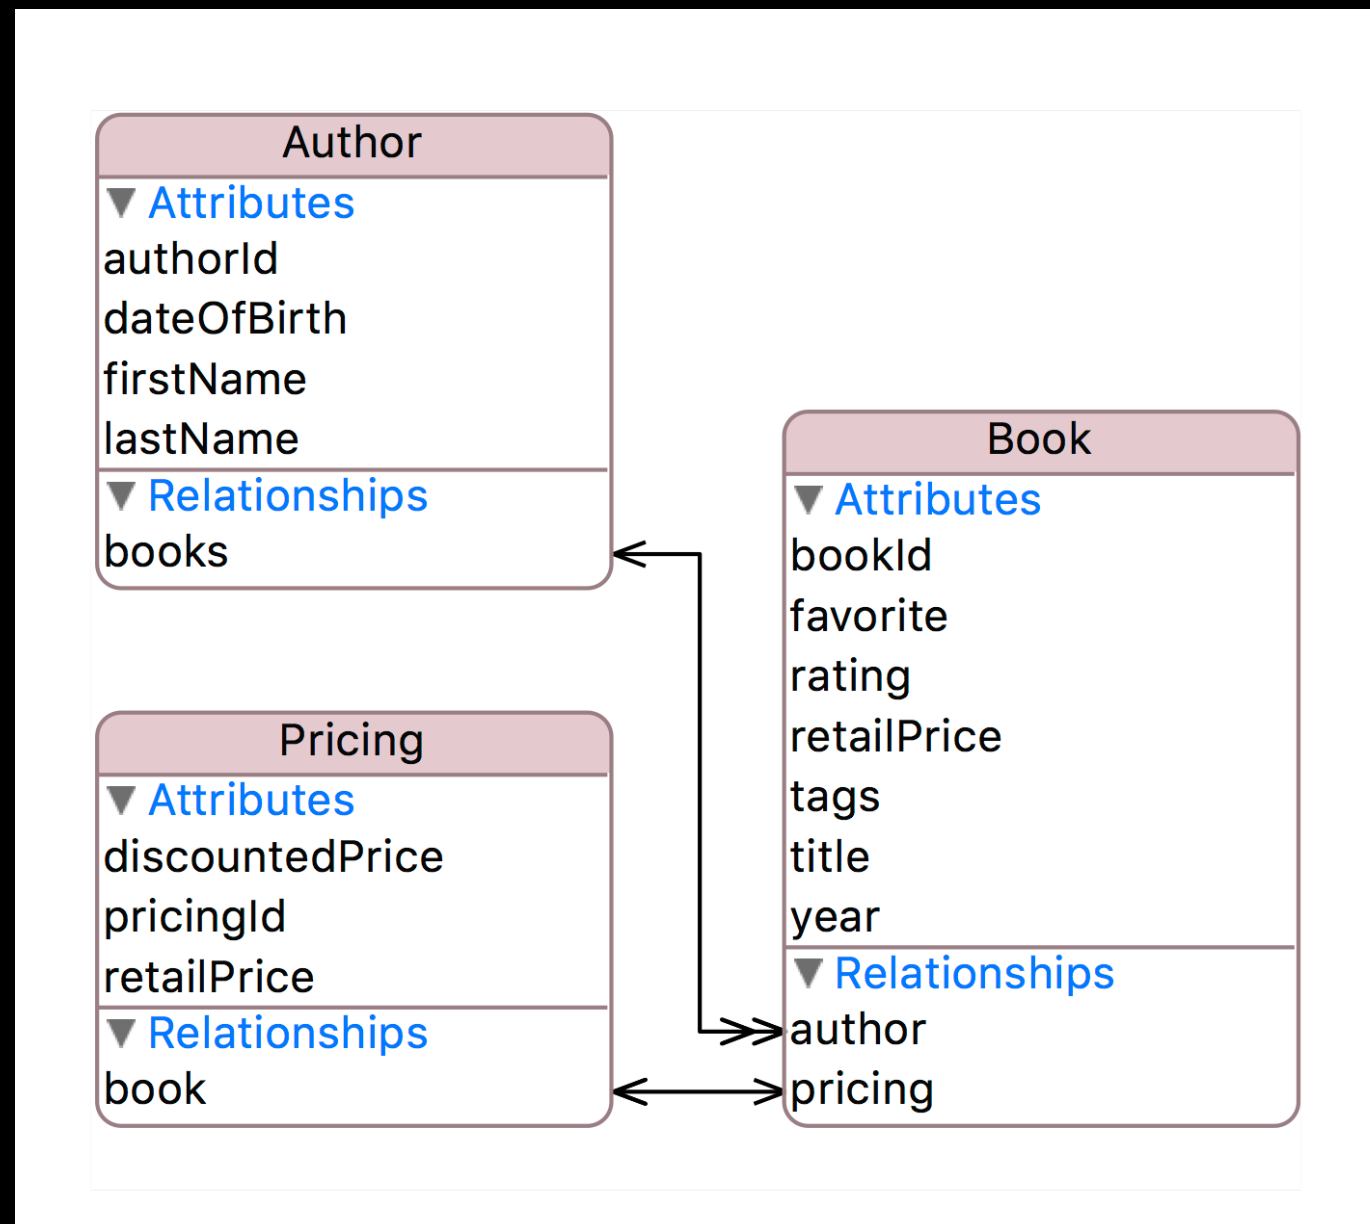 Author
Attributes
authorId
dateOfBirth
firstName
lastName
Relationships
books
Pricing
Attributes
discountedPrice
pricingId
retailPrice
Relationships
book
Book
Attributes
bookId
favorite
rating
retailPrice
tags
title
year
Relationships
author
pricing